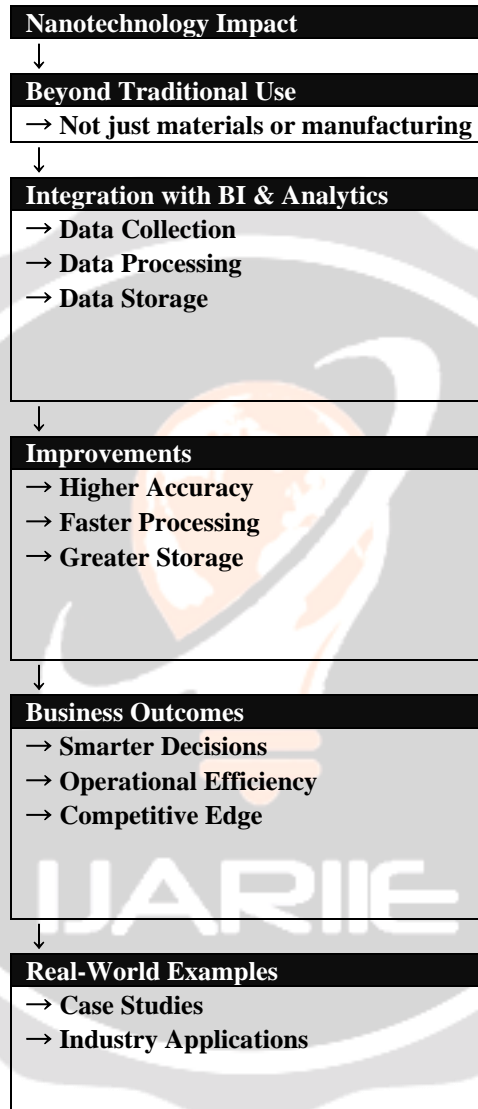 Nanotechnology Impact
↓
Beyond Traditional Use
→ Not just materials or manufacturing
↓
Integration with BI & Analytics
→ Data Collection
→ Data Processing
→ Data Storage
↓
Improvements
→ Higher Accuracy
→ Faster Processing
→ Greater Storage
↓
Business Outcomes
→ Smarter Decisions
→ Operational Efficiency
→ Competitive Edge
IJARIIE
↓
Real-World Examples
→ Case Studies
→ Industry Applications